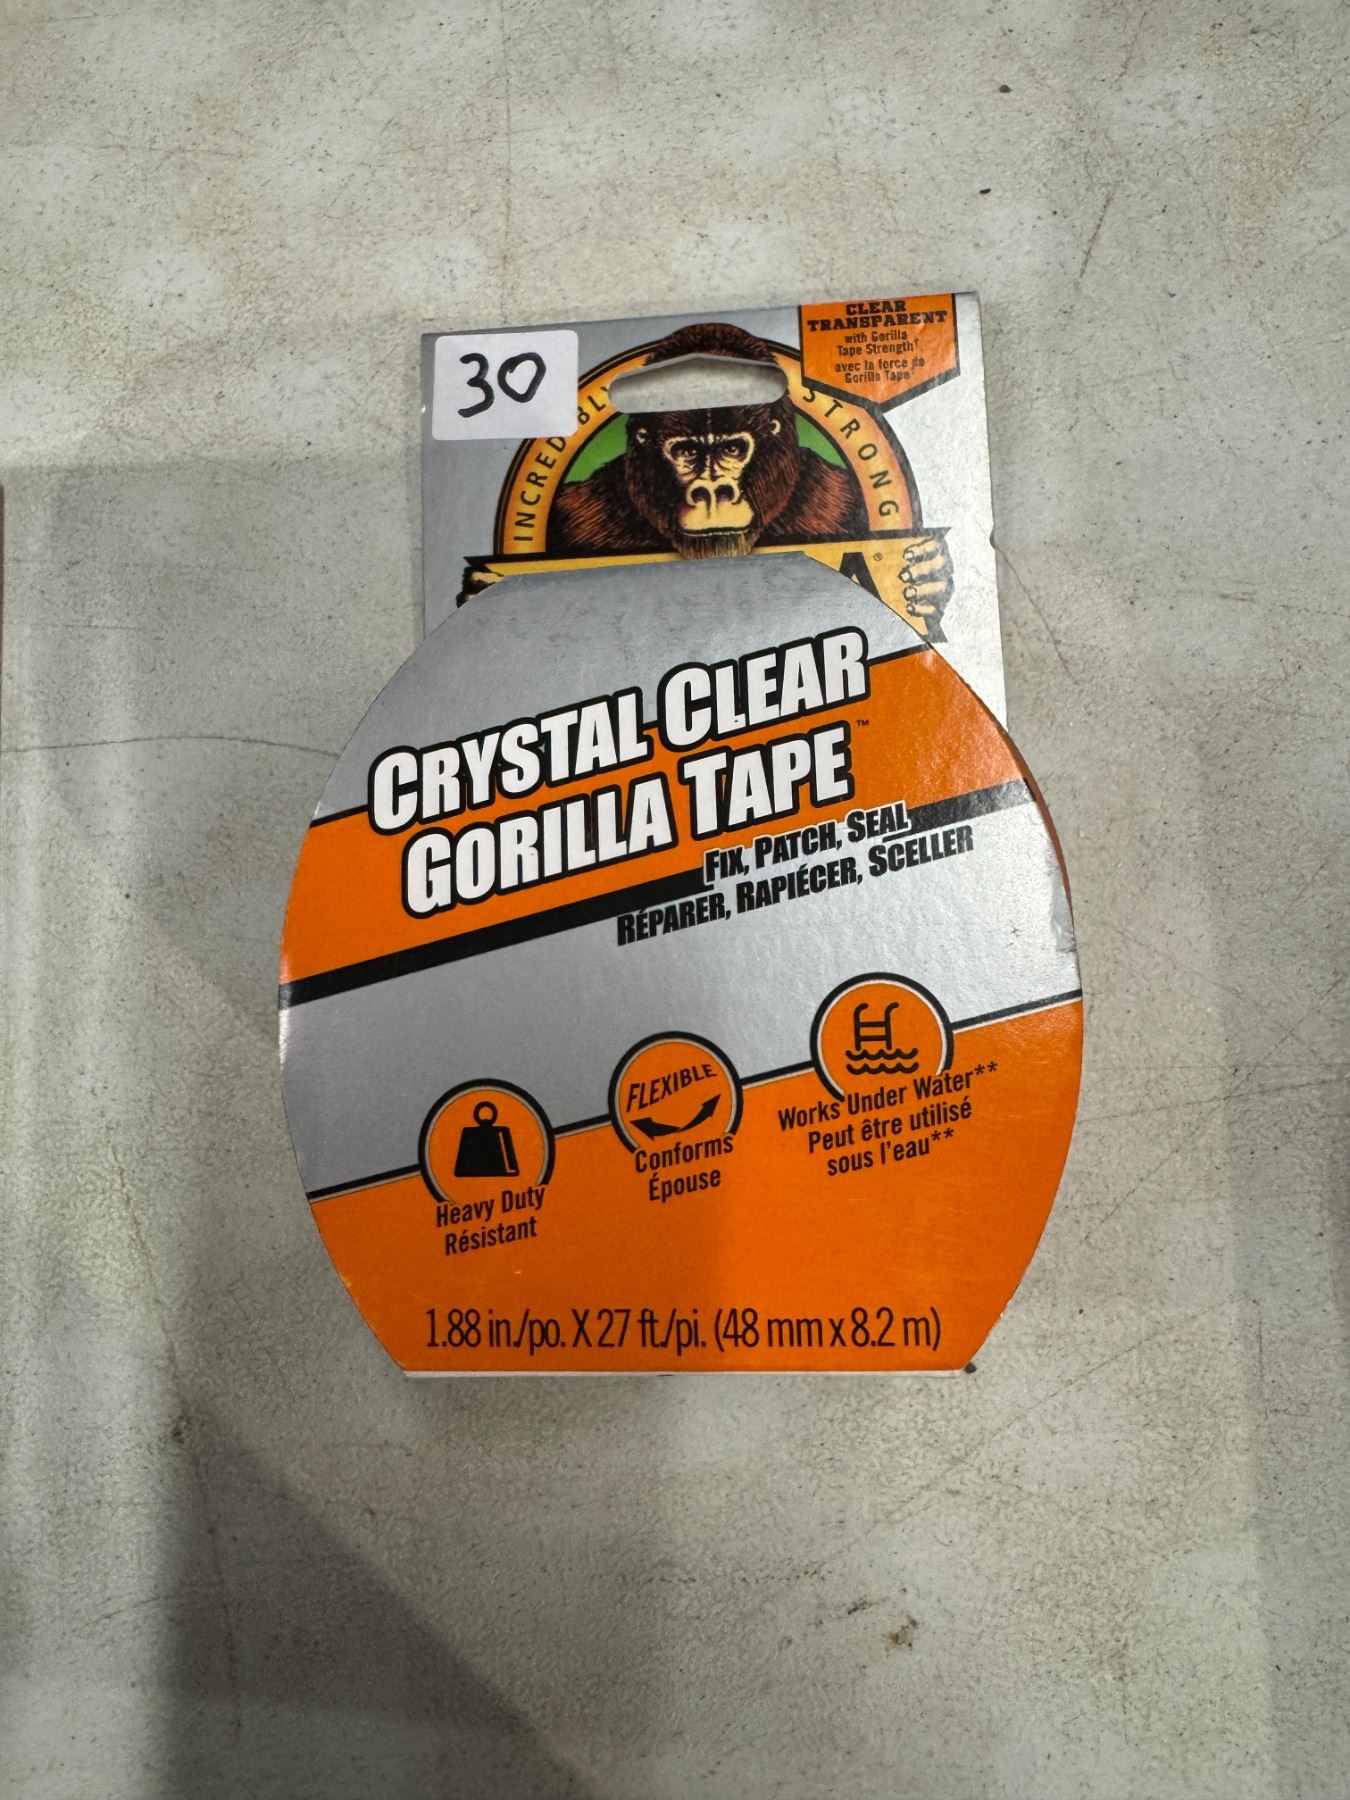 30
CLEAR
TRANSPARENT
with Gorilla
Tape Strength†
avec la force de
Gorilla Tape†
STRONG
CRYSTAL CLEAR
GORILLA TAPE™
FIX, PATCH, SEAL
RÉPARER, RAPIÉCER, SCELLER
FLEXIBLE
Works Under Water**
Peut être utilisé
sous l'eau**
Conforms
Épouse
Heavy Duty
Résistant
1.88 in./po. X 27 ft./pi. (48 mm x 8.2 m)